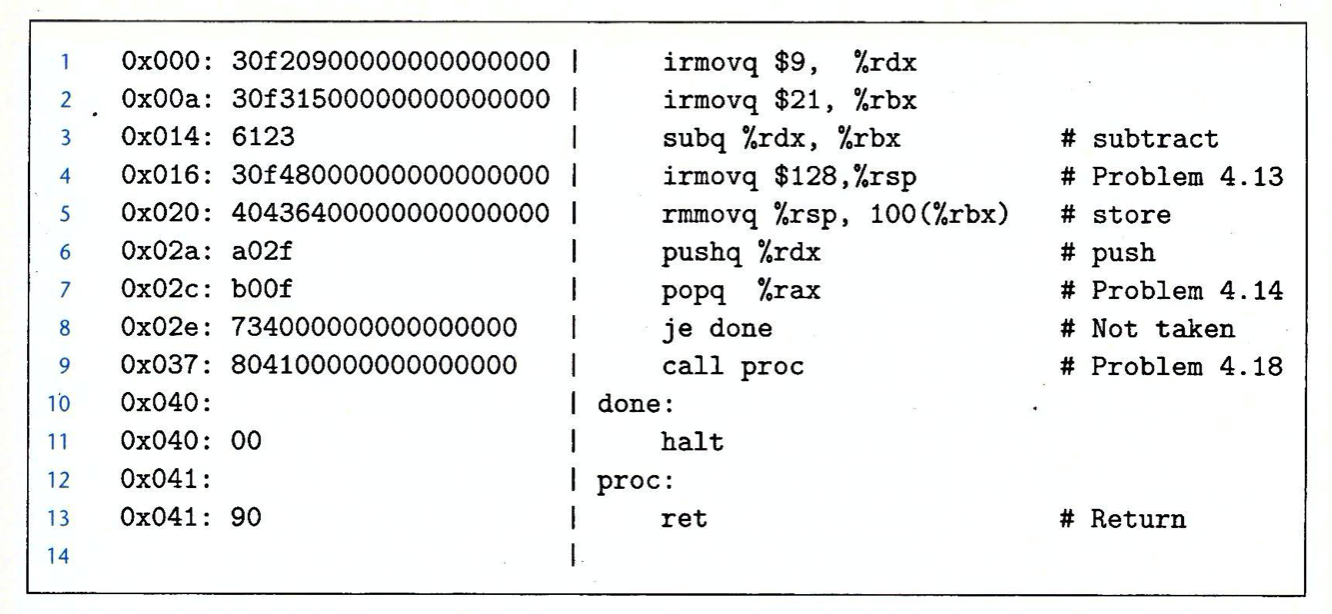 1 0x000: 30f20900000000000000 | irmovq $9, %rdx
2 0x00a: 30f31500000000000000 | irmovq $21, %rbx
3 0x014: 6123 | subq %rdx, %rbx # subtract
4 0x016: 30f48000000000000000 | irmovq $128,%rsp # Problem 4.13
5 0x020: 40436400000000000000 | rmmovq %rsp, 100(%rbx) # store
6 0x02a: a02f | pushq %rdx # push
7 0x02c: b00f | popq %rax # Problem 4.14
8 0x02e: 734000000000000000 | je done # Not taken
9 0x037: 804100000000000000 | call proc # Problem 4.18
10 0x040: | done:
11 0x040: 00 | halt
12 0x041: | proc:
13 0x041: 90 | ret # Return
14 |